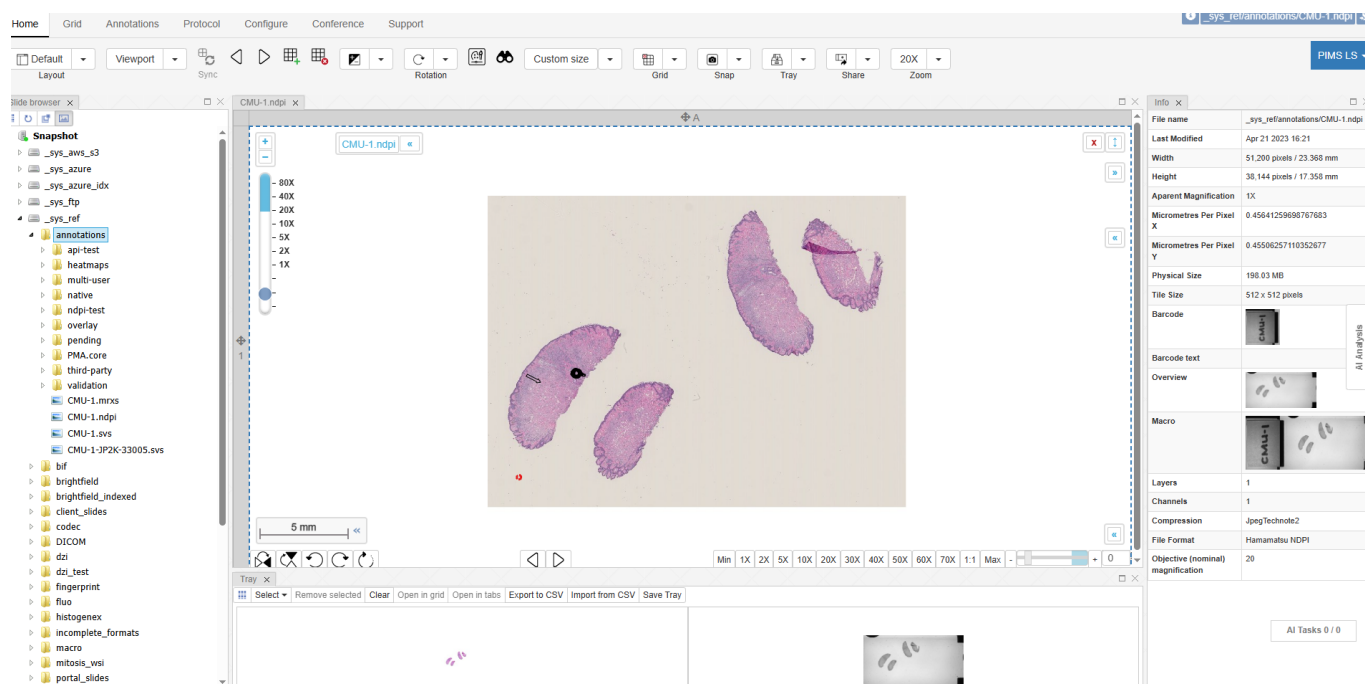 Home Grid Annotations Protocol Configure Conference Support
_sys_ref/annotations/CMU-1.ndpi
Default Viewport Custom size 20X
PIMS LS
Layout Sync Rotation Grid Snap Tray Share Zoom
Slide browser x
Snapshot
_sys_aws_s3
_sys_azure
_sys_azure_idx
_sys_ftp
_sys_ref
annotations
api-test
heatmaps
multi-user
native
ndpi-test
overlay
pending
PMA.core
third-party
validation
CMU-1.mrxs
CMU-1.ndpi
CMU-1.svs
CMU-1-JP2K-33005.svs
bif
brightfield
brightfield_indexed
client_slides
codec
DICOM
dzi
dzi_test
fingerprint
fluo
histogenex
incomplete_formats
macro
mitosis_wsi
portal_slides
CMU-1.ndpi x
A
1
+
CMU-1.ndpi «
X
−
»
«
- 80X
- 40X
- 20X
- 10X
- 5X
- 2X
- 1X
5 mm «
«
Min 1X 2X 5X 10X 20X 30X 40X 50X 60X 70X 1:1 Max - + 0
Tray x
Select Remove selected Clear Open in grid Open in tabs Export to CSV Import from CSV Save Tray
Info x
File name _sys_ref/annotations/CMU-1.ndpi
Last Modified Apr 21 2023 16:21
Width 51,200 pixels / 23.368 mm
Height 38,144 pixels / 17.358 mm
Aparent Magnification 1X
Micrometres Per Pixel X 0.45641259698767683
Micrometres Per Pixel Y 0.45506257110352677
Physical Size 198.03 MB
Tile Size 512 x 512 pixels
Barcode
CMU-1
Barcode text
Overview
Macro
CMU-1
Layers 1
Channels 1
Compression JpegTechnote2
File Format Hamamatsu NDPI
Objective (nominal) magnification 20
AI Analysis
AI Tasks 0 / 0